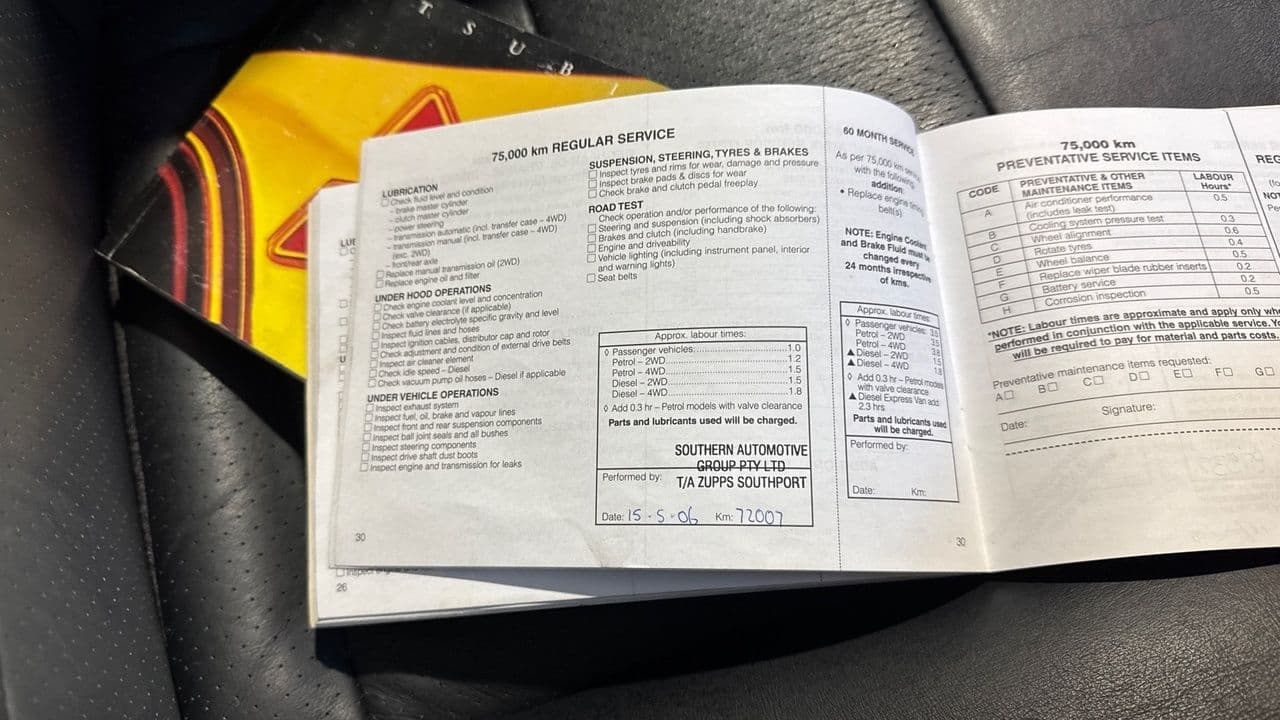 T S U B I
75,000 km REGULAR SERVICE
LUBRICATION
Check fluid level and condition
– brake master cylinder
– clutch master cylinder
– power steering
– transmission automatic (incl. transfer case – 4WD)
– transmission manual (incl. transfer case – 4WD)
(exc. 2WD)
front/rear axle
Replace manual transmission oil (2WD)
Replace engine oil and filter
UNDER HOOD OPERATIONS
Check engine coolant level and concentration
Check valve clearance (if applicable)
Check battery electrolyte specific gravity and level
Inspect fluid lines and hoses
Inspect ignition cables, distributor cap and rotor
Check adjustment and condition of external drive belts
Inspect air cleaner element
Check idle speed – Diesel
Check vacuum pump oil hoses – Diesel if applicable
UNDER VEHICLE OPERATIONS
Inspect exhaust system
Inspect fuel, oil, brake and vapour lines
Inspect front and rear suspension components
Inspect ball joint seals and all bushes
Inspect steering components
Inspect drive shaft dust boots
Inspect engine and transmission for leaks
30
26
SUSPENSION, STEERING, TYRES & BRAKES
Inspect tyres and rims for wear, damage and pressure
Inspect brake pads & discs for wear
Check brake and clutch pedal freeplay
ROAD TEST
Check operation and/or performance of the following:
Steering and suspension (including shock absorbers)
Brakes and clutch (including handbrake)
Engine and driveability
Vehicle lighting (including instrument panel, interior
and warning lights)
Seat belts
Approx. labour times:
◊ Passenger vehicles 1.0
Petrol – 2WD 1.2
Petrol – 4WD 1.5
Diesel – 2WD 1.5
Diesel – 4WD 1.8
◊ Add 0.3 hr – Petrol models with valve clearance
Parts and lubricants used will be charged.
SOUTHERN AUTOMOTIVE
GROUP PTY LTD
Performed by: T/A ZUPPS SOUTHPORT
Date: 15 - 5 - 06 Km: 72007
60 MONTH SERVICE
As per 75,000 km service
with the following
addition:
• Replace engine timing
belt(s)
NOTE: Engine Coolant
and Brake Fluid must be
changed every
24 months irrespective
of kms.
Approx. labour times:
◊ Passenger vehicles 3.5
Petrol – 2WD
Petrol – 4WD
▲ Diesel – 2WD
▲ Diesel – 4WD 1.8
◊ Add 0.3 hr – Petrol models
with valve clearance
▲ Diesel Express Van add
2.3 hrs
Parts and lubricants used
will be charged.
Performed by:
Date: Km:
30
75,000 km
PREVENTATIVE SERVICE ITEMS
CODE PREVENTATIVE & OTHER MAINTENANCE ITEMS LABOUR Hours*
A Air conditioner performance (includes leak test) 0.5
B Cooling system pressure test 0.3
C Wheel alignment 0.6
D Rotate tyres 0.4
E Wheel balance 0.5
F Replace wiper blade rubber inserts 0.2
G Battery service 0.2
H Corrosion inspection 0.5
*NOTE: Labour times are approximate and apply only
performed in conjunction with the applicable service.
will be required to pay for material and parts costs.
Preventative maintenance items requested:
A B C D E F G
Date: Signature: